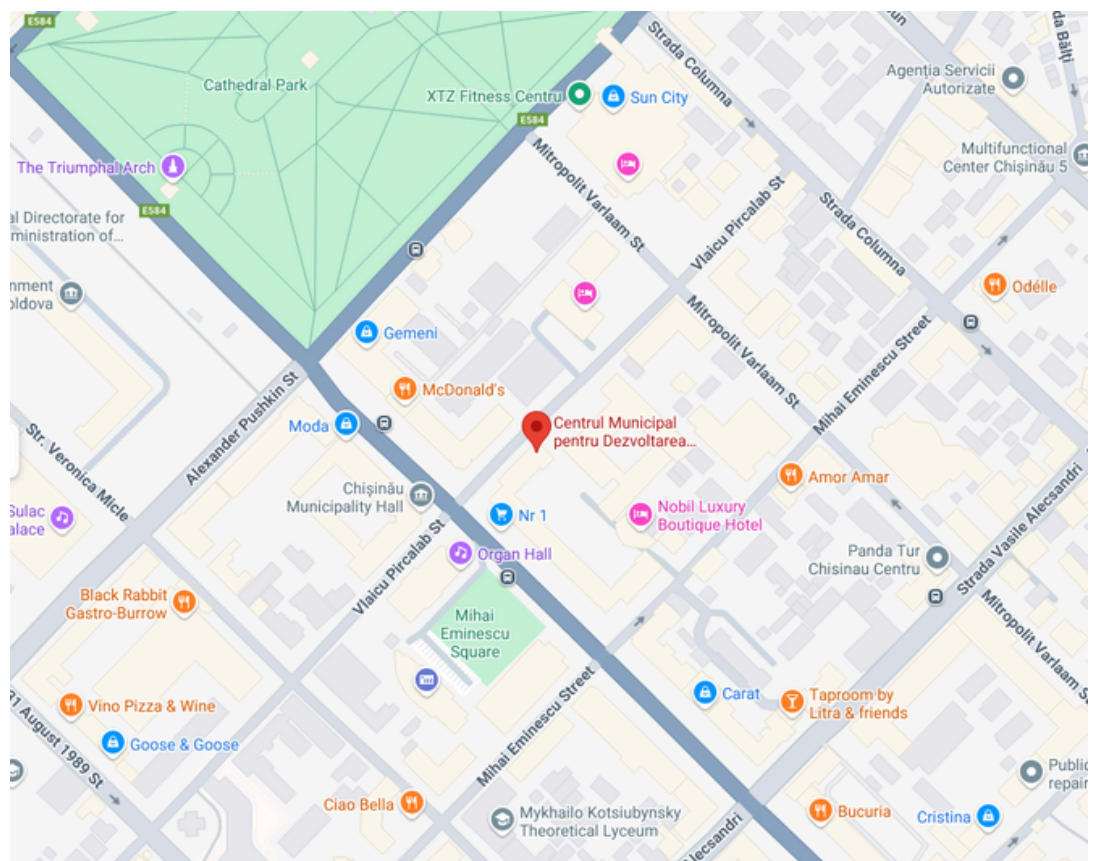 E584
Cathedral Park
The Triumphal Arch
E584
al Directorate for
ministration of...
nment
oldova
XTZ Fitness Centru
Sun City
E584
Strada Columna
Agenția Servicii
Autorizate
da Bălți
Multifunctional
Center Chișinău 5
Mitropolit Varlaam St
Vlaicu Pircalab St
Strada Columna
Odélle
Gemeni
McDonald's
Moda
Mitropolit Varlaam St
Mihai Eminescu Street
Alexander Pushkin St
Str. Veronica Micle
Centrul Municipal
pentru Dezvoltarea...
Chișinău
Municipality Hall
Nr 1
Organ Hall
Nobil Luxury
Boutique Hotel
Amor Amar
Panda Tur
Chisinau Centru
Strada Vasile Alecsandri
Mitropolit Varlaam
Sulac
alace
Black Rabbit
Gastro-Burrow
Vlaicu Pircalab St
Mihai
Eminescu
Square
Vino Pizza & Wine
Goose & Goose
31 August 1989 St
Mihai Eminescu Street
Carat
Taproom by
Litra & friends
Ciao Bella
Mykhailo Kotsiubynsky
Theoretical Lyceum
Bucuria
Cristina
Public
repair
lecsandri